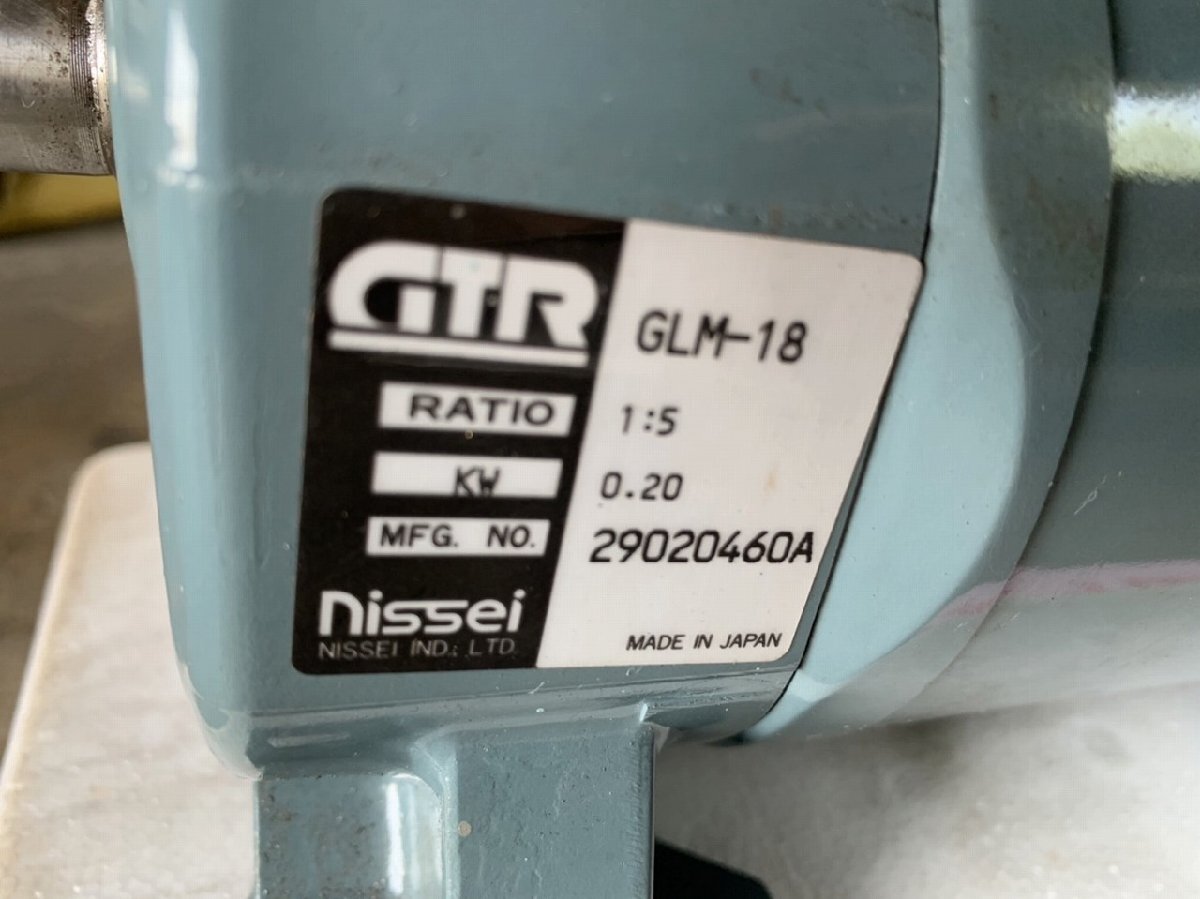 GTR
GLM-18
RATIO 1:5
KW 0.20
MFG. NO. 29020460A
nissei
NISSEI IND., LTD.
MADE IN JAPAN